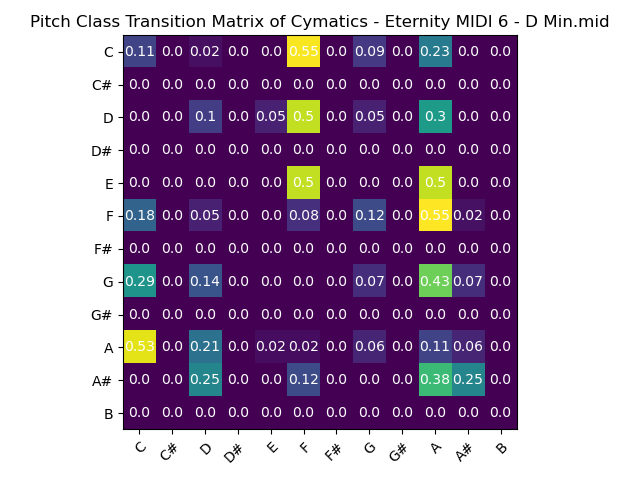 Pitch Class Transition Matrix of Cymatics - Eternity MIDI 6 - D Min.mid
C 0.11 0.0 0.02 0.0 0.0 0.55 0.0 0.09 0.0 0.23 0.0 0.0
C# 0.0 0.0 0.0 0.0 0.0 0.0 0.0 0.0 0.0 0.0 0.0 0.0
D 0.0 0.0 0.1 0.0 0.05 0.5 0.0 0.05 0.0 0.3 0.0 0.0
D# 0.0 0.0 0.0 0.0 0.0 0.0 0.0 0.0 0.0 0.0 0.0 0.0
E 0.0 0.0 0.0 0.0 0.0 0.5 0.0 0.0 0.0 0.5 0.0 0.0
F 0.18 0.0 0.05 0.0 0.0 0.08 0.0 0.12 0.0 0.55 0.02 0.0
F# 0.0 0.0 0.0 0.0 0.0 0.0 0.0 0.0 0.0 0.0 0.0 0.0
G 0.29 0.0 0.14 0.0 0.0 0.0 0.0 0.07 0.0 0.43 0.07 0.0
G# 0.0 0.0 0.0 0.0 0.0 0.0 0.0 0.0 0.0 0.0 0.0 0.0
A 0.53 0.0 0.21 0.0 0.02 0.02 0.0 0.06 0.0 0.11 0.06 0.0
A# 0.0 0.0 0.25 0.0 0.0 0.12 0.0 0.0 0.0 0.38 0.25 0.0
B 0.0 0.0 0.0 0.0 0.0 0.0 0.0 0.0 0.0 0.0 0.0 0.0
C C# D D# E F F# G G# A A# B